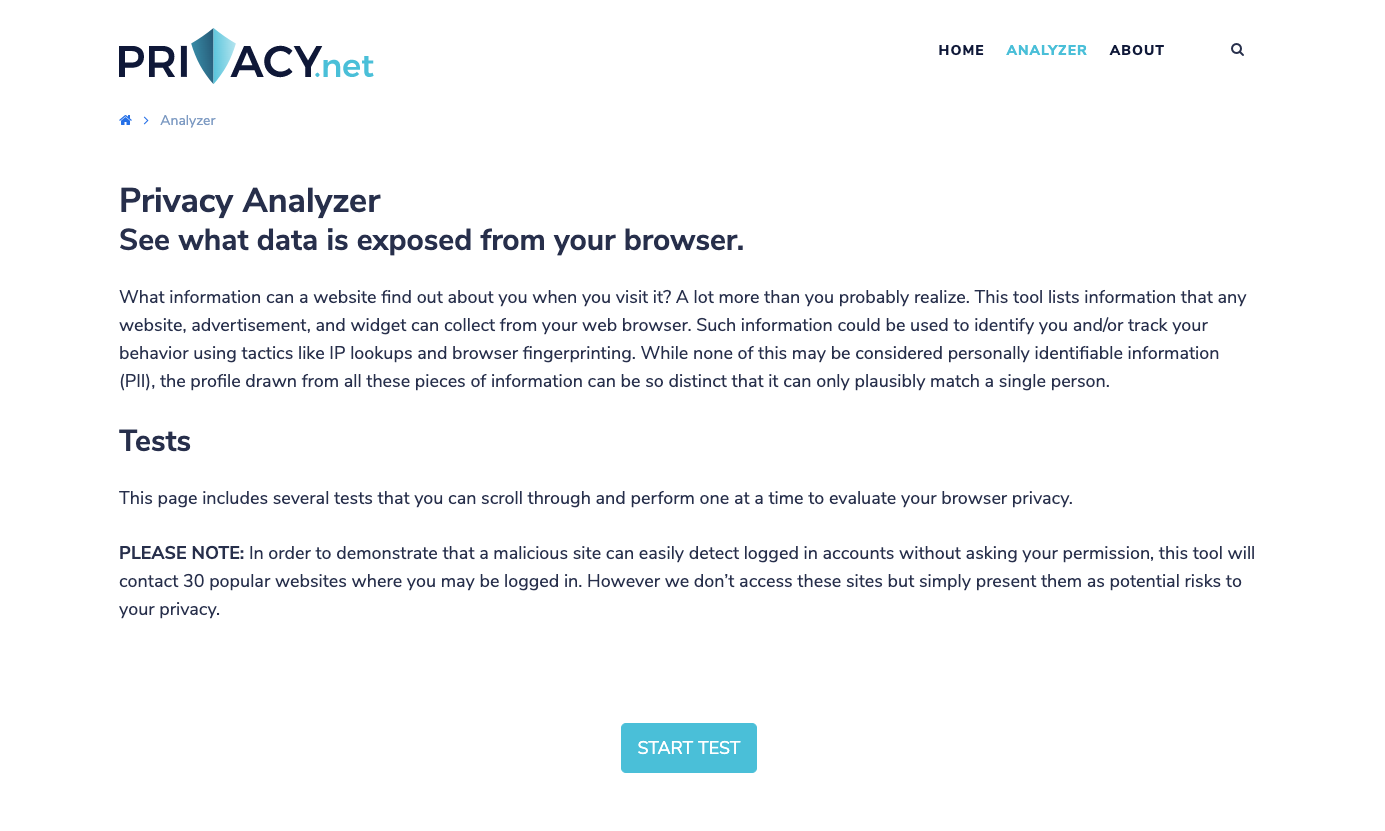 PRIVACY.net
HOME ANALYZER ABOUT
Analyzer
Privacy Analyzer
See what data is exposed from your browser.
What information can a website find out about you when you visit it? A lot more than you probably realize. This tool lists information that any
website, advertisement, and widget can collect from your web browser. Such information could be used to identify you and/or track your
behavior using tactics like IP lookups and browser fingerprinting. While none of this may be considered personally identifiable information
(PII), the profile drawn from all these pieces of information can be so distinct that it can only plausibly match a single person.
Tests
This page includes several tests that you can scroll through and perform one at a time to evaluate your browser privacy.
PLEASE NOTE: In order to demonstrate that a malicious site can easily detect logged in accounts without asking your permission, this tool will
contact 30 popular websites where you may be logged in. However we don’t access these sites but simply present them as potential risks to
your privacy.
START TEST